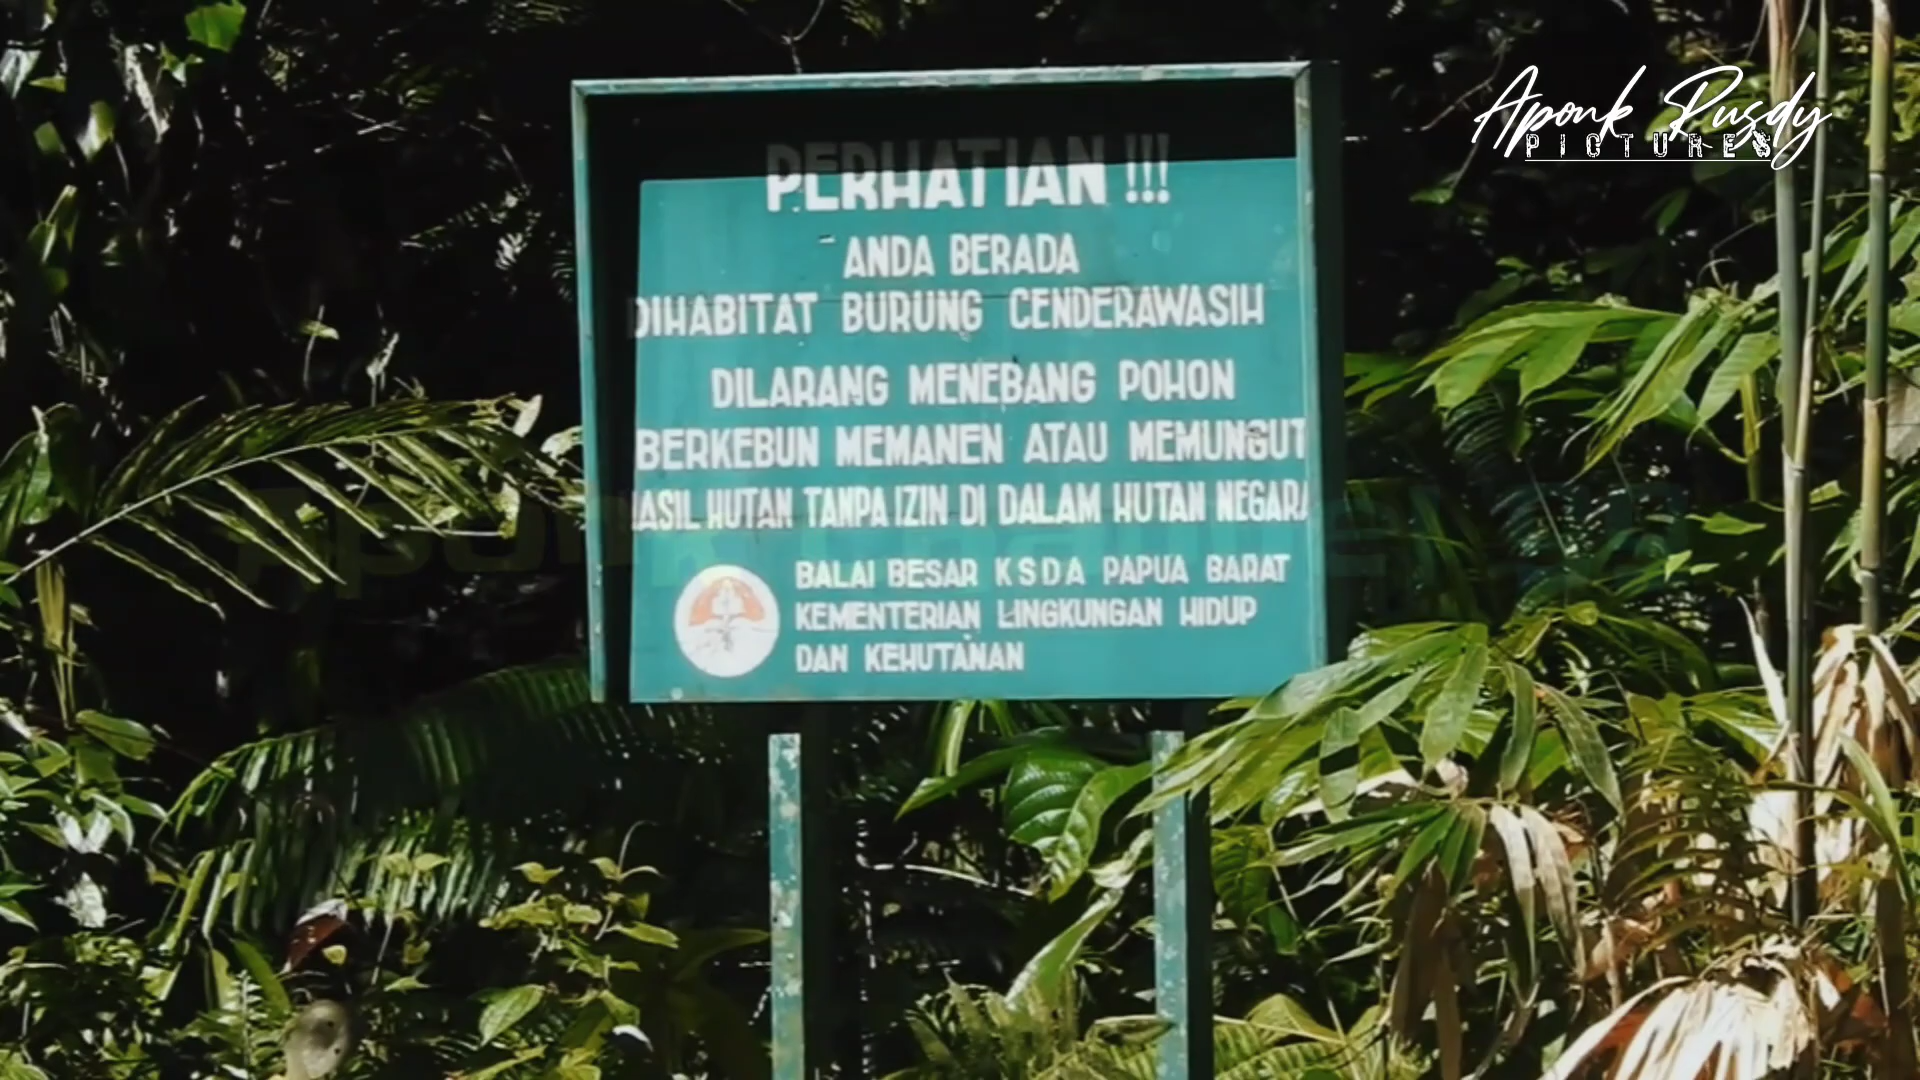 Aponk Rusdy
PICTURES
PERHATIAN !!!
ANDA BERADA
DIHABITAT BURUNG CENDERAWASIH
DILARANG MENEBANG POHON
BERKEBUN MEMANEN ATAU MEMUNGUT
HASIL HUTAN TANPA IZIN DI DALAM HUTAN NEGARA
BALAI BESAR KSDA PAPUA BARAT
KEMENTERIAN LINGKUNGAN HIDUP
DAN KEHUTANAN